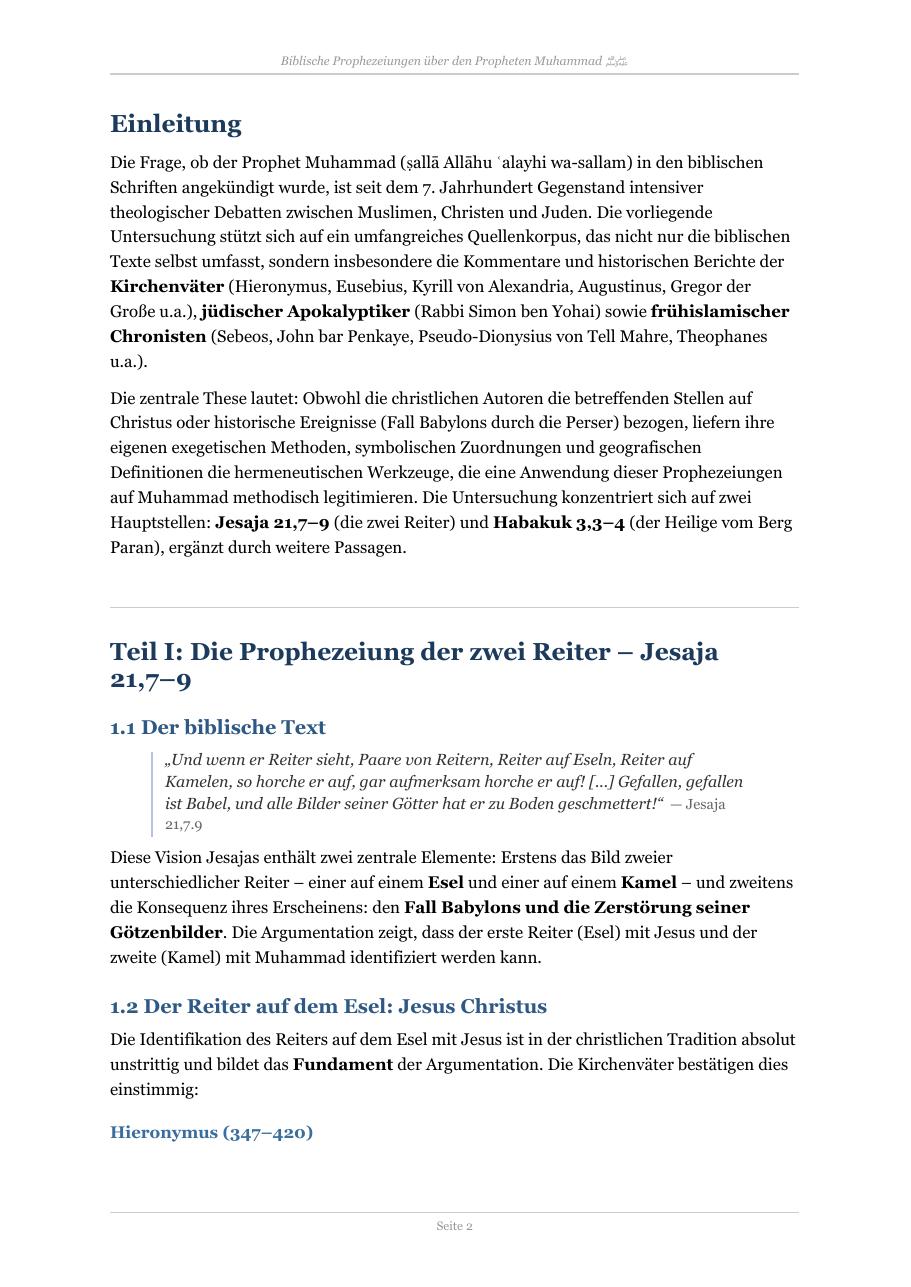 Biblische Prophezeiungen über den Propheten Muhammad ﷺ
Einleitung
Die Frage, ob der Prophet Muhammad (ṣallā Allāhu ʿalayhi wa-sallam) in den biblischen
Schriften angekündigt wurde, ist seit dem 7. Jahrhundert Gegenstand intensiver
theologischer Debatten zwischen Muslimen, Christen und Juden. Die vorliegende
Untersuchung stützt sich auf ein umfangreiches Quellenkorpus, das nicht nur die biblischen
Texte selbst umfasst, sondern insbesondere die Kommentare und historischen Berichte der
Kirchenväter (Hieronymus, Eusebius, Kyrill von Alexandria, Augustinus, Gregor der
Große u.a.), jüdischer Apokalyptiker (Rabbi Simon ben Yohai) sowie frühislamischer
Chronisten (Sebeos, John bar Penkaye, Pseudo-Dionysius von Tell Mahre, Theophanes
u.a.).
Die zentrale These lautet: Obwohl die christlichen Autoren die betreffenden Stellen auf
Christus oder historische Ereignisse (Fall Babylons durch die Perser) bezogen, liefern ihre
eigenen exegetischen Methoden, symbolischen Zuordnungen und geografischen
Definitionen die hermeneutischen Werkzeuge, die eine Anwendung dieser Prophezeiungen
auf Muhammad methodisch legitimieren. Die Untersuchung konzentriert sich auf zwei
Hauptstellen: Jesaja 21,7–9 (die zwei Reiter) und Habakuk 3,3–4 (der Heilige vom Berg
Paran), ergänzt durch weitere Passagen.
Teil I: Die Prophezeiung der zwei Reiter – Jesaja
21,7–9
1.1 Der biblische Text
„Und wenn er Reiter sieht, Paare von Reitern, Reiter auf Eseln, Reiter auf
Kamelen, so horche er auf, gar aufmerksam horche er auf! [...] Gefallen, gefallen
ist Babel, und alle Bilder seiner Götter hat er zu Boden geschmettert!“ — Jesaja
21,7.9
Diese Vision Jesajas enthält zwei zentrale Elemente: Erstens das Bild zweier
unterschiedlicher Reiter – einer auf einem Esel und einer auf einem Kamel – und zweitens
die Konsequenz ihres Erscheinens: den Fall Babylons und die Zerstörung seiner
Götzenbilder. Die Argumentation zeigt, dass der erste Reiter (Esel) mit Jesus und der
zweite (Kamel) mit Muhammad identifiziert werden kann.
1.2 Der Reiter auf dem Esel: Jesus Christus
Die Identifikation des Reiters auf dem Esel mit Jesus ist in der christlichen Tradition absolut
unstrittig und bildet das Fundament der Argumentation. Die Kirchenväter bestätigen dies
einstimmig:
Hieronymus (347–420)
Seite 2